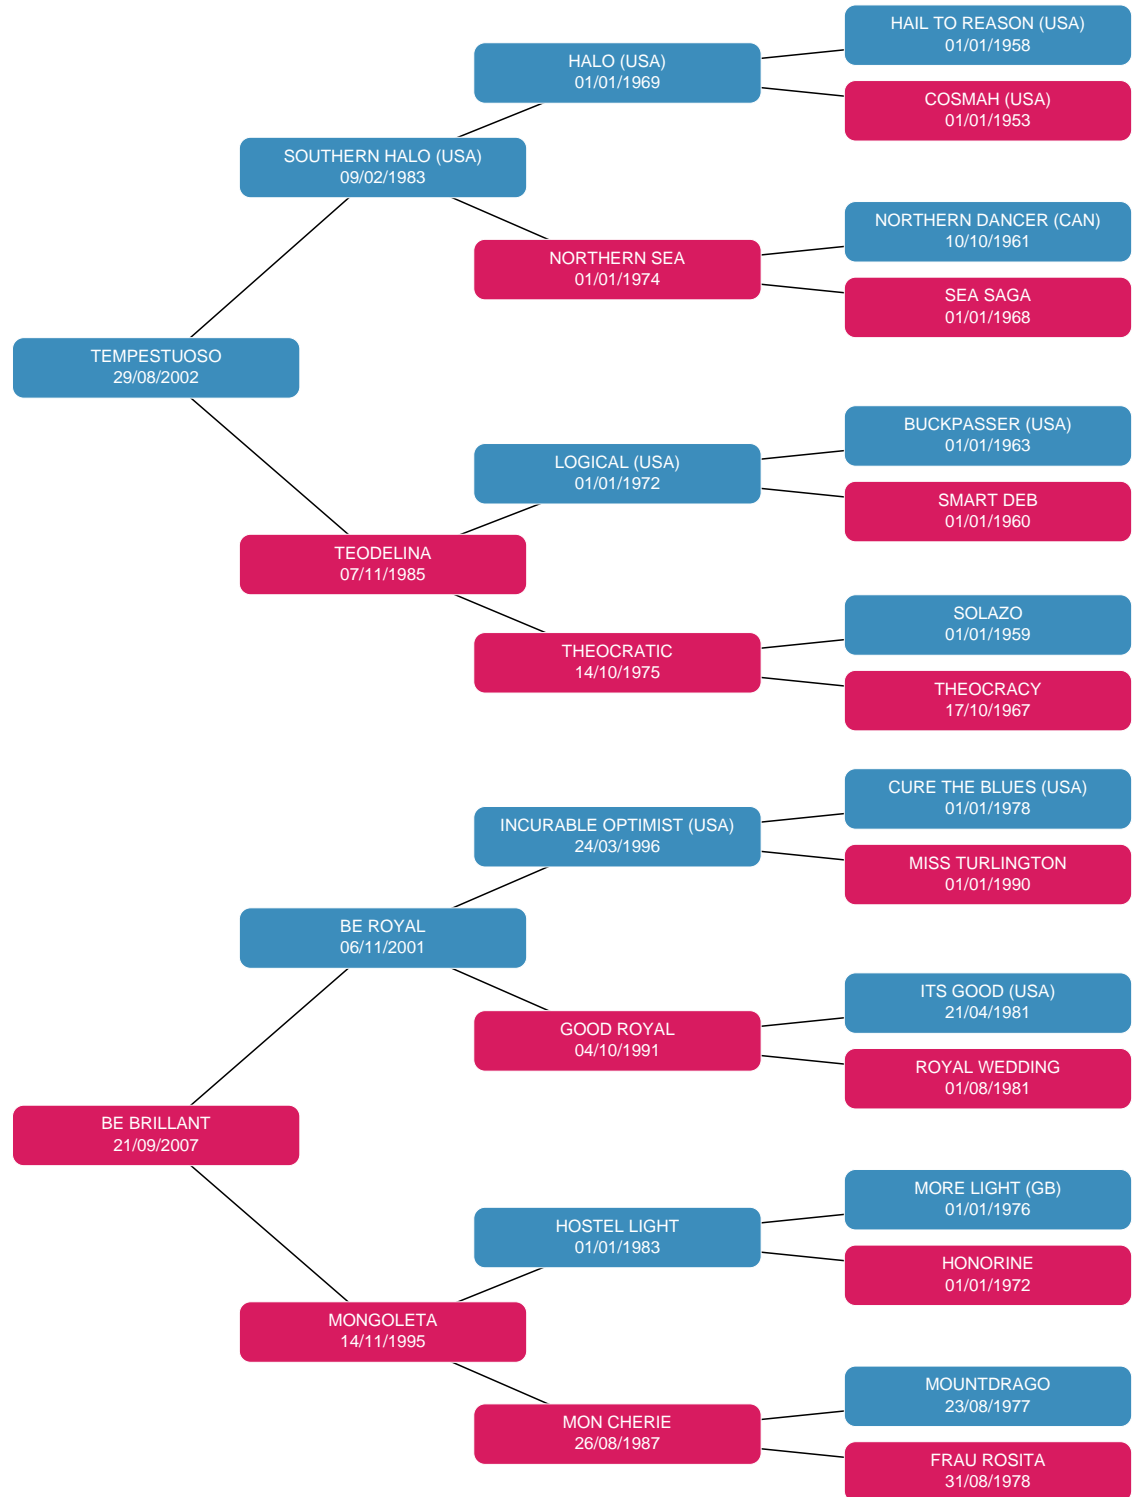 HAIL TO REASON (USA)
01/01/1958
HALO (USA)
01/01/1969
COSMAH (USA)
01/01/1953
SOUTHERN HALO (USA)
09/02/1983
NORTHERN DANCER (CAN)
10/10/1961
NORTHERN SEA
01/01/1974
SEA SAGA
01/01/1968
TEMPESTUOSO
29/08/2002
BUCKPASSER (USA)
01/01/1963
LOGICAL (USA)
01/01/1972
SMART DEB
01/01/1960
TEODELINA
07/11/1985
SOLAZO
01/01/1959
THEOCRATIC
14/10/1975
THEOCRACY
17/10/1967
CURE THE BLUES (USA)
01/01/1978
INCURABLE OPTIMIST (USA)
24/03/1996
MISS TURLINGTON
01/01/1990
BE ROYAL
06/11/2001
ITS GOOD (USA)
21/04/1981
GOOD ROYAL
04/10/1991
ROYAL WEDDING
01/08/1981
BE BRILLANT
21/09/2007
MORE LIGHT (GB)
01/01/1976
HOSTEL LIGHT
01/01/1983
HONORINE
01/01/1972
MONGOLETA
14/11/1995
MOUNTDRAGO
23/08/1977
MON CHERIE
26/08/1987
FRAU ROSITA
31/08/1978